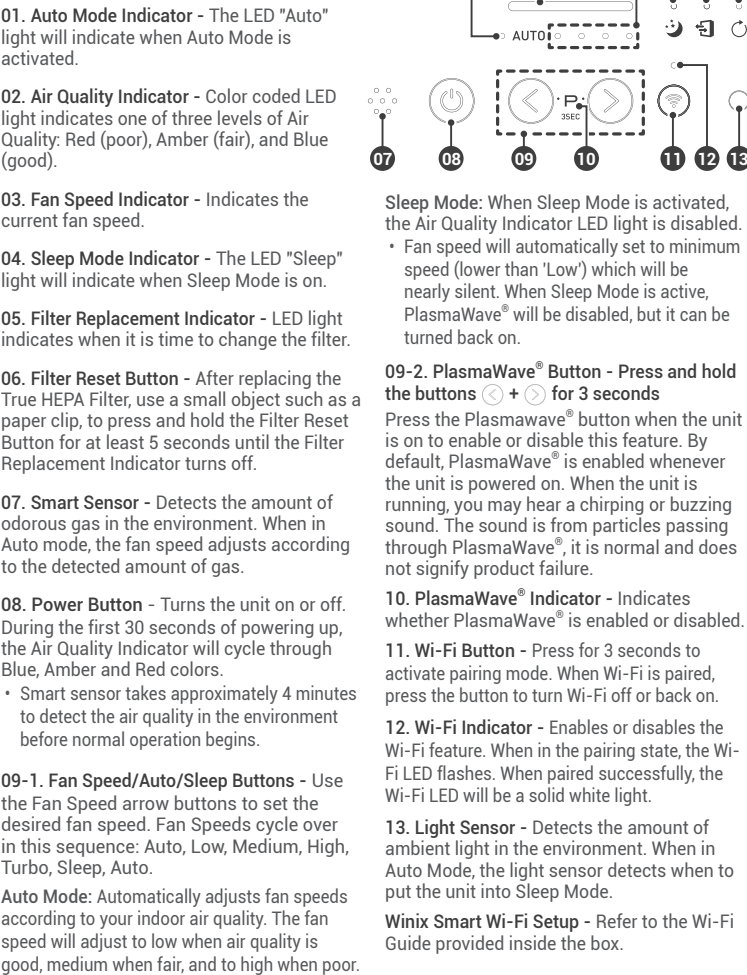 01. Auto Mode Indicator - The LED "Auto"
light will indicate when Auto Mode is
activated.
02. Air Quality Indicator - Color coded LED
light indicates one of three levels of Air
Quality: Red (poor), Amber (fair), and Blue
(good).
03. Fan Speed Indicator - Indicates the
current fan speed.
04. Sleep Mode Indicator - The LED "Sleep"
light will indicate when Sleep Mode is on.
05. Filter Replacement Indicator - LED light
indicates when it is time to change the filter.
06. Filter Reset Button - After replacing the
True HEPA Filter, use a small object such as a
paper clip, to press and hold the Filter Reset
Button for at least 5 seconds until the Filter
Replacement Indicator turns off.
07. Smart Sensor - Detects the amount of
odorous gas in the environment. When in
Auto mode, the fan speed adjusts according
to the detected amount of gas.
08. Power Button - Turns the unit on or off.
During the first 30 seconds of powering up,
the Air Quality Indicator will cycle through
Blue, Amber and Red colors.
• Smart sensor takes approximately 4 minutes
to detect the air quality in the environment
before normal operation begins.
09-1. Fan Speed/Auto/Sleep Buttons - Use
the Fan Speed arrow buttons to set the
desired fan speed. Fan Speeds cycle over
in this sequence: Auto, Low, Medium, High,
Turbo, Sleep, Auto.
Auto Mode: Automatically adjusts fan speeds
according to your indoor air quality. The fan
speed will adjust to low when air quality is
good, medium when fair, and to high when poor.
AUTO
P
3SEC
07 08 09 10 11 12 13
Sleep Mode: When Sleep Mode is activated,
the Air Quality Indicator LED light is disabled.
• Fan speed will automatically set to minimum
speed (lower than 'Low') which will be
nearly silent. When Sleep Mode is active,
PlasmaWave® will be disabled, but it can be
turned back on.
09-2. PlasmaWave® Button - Press and hold
the buttons < + > for 3 seconds
Press the Plasmawave® button when the unit
is on to enable or disable this feature. By
default, PlasmaWave® is enabled whenever
the unit is powered on. When the unit is
running, you may hear a chirping or buzzing
sound. The sound is from particles passing
through PlasmaWave®, it is normal and does
not signify product failure.
10. PlasmaWave® Indicator - Indicates
whether PlasmaWave® is enabled or disabled.
11. Wi-Fi Button - Press for 3 seconds to
activate pairing mode. When Wi-Fi is paired,
press the button to turn Wi-Fi off or back on.
12. Wi-Fi Indicator - Enables or disables the
Wi-Fi feature. When in the pairing state, the Wi-
Fi LED flashes. When paired successfully, the
Wi-Fi LED will be a solid white light.
13. Light Sensor - Detects the amount of
ambient light in the environment. When in
Auto Mode, the light sensor detects when to
put the unit into Sleep Mode.
Winix Smart Wi-Fi Setup - Refer to the Wi-Fi
Guide provided inside the box.